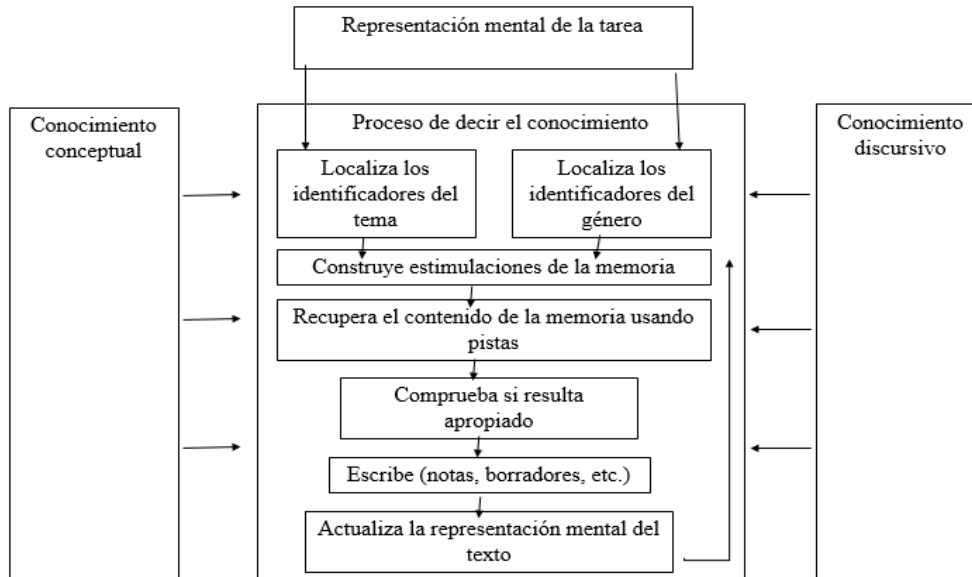 Representación mental de la tarea
Conocimiento
conceptual
Proceso de decir el conocimiento
Conocimiento
discursivo
Localiza los
identificadores del
tema
Localiza los
identificadores del
género
Construye estimulaciones de la memoria
Recupera el contenido de la memoria usando
pistas
Comprueba si resulta
apropiado
Escribe (notas, borradores, etc.)
Actualiza la representación mental del
texto